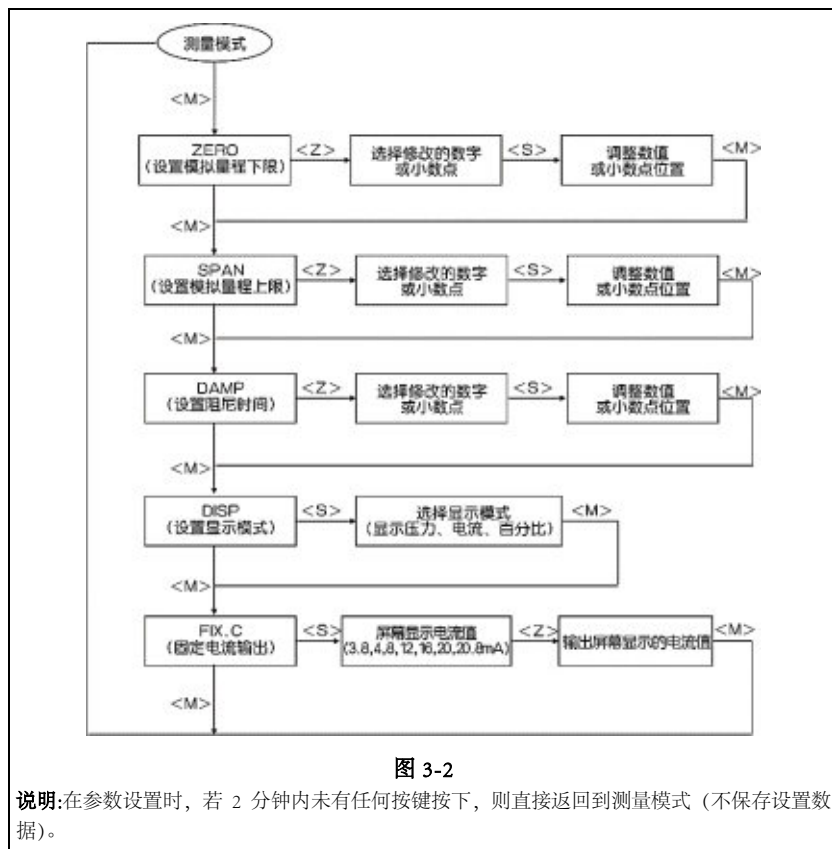 测量模式
<M>
ZERO
(设置模拟量程下限)
<Z>
选择修改的数字
或小数点
<S>
调整数值
或小数点位置
<M>
<M>
SPAN
(设置模拟量程上限)
<Z>
选择修改的数字
或小数点
<S>
调整数值
或小数点位置
<M>
<M>
DAMP
(设置阻尼时间)
<Z>
选择修改的数字
或小数点
<S>
调整数值
或小数点位置
<M>
<M>
DISP
(设置显示模式)
<S>
选择显示模式
(显示压力、电流、百分比)
<M>
<M>
FIX.C
(固定电流输出)
<S>
屏幕显示电流值
(3.8,4,8,12,16,20,20.8mA)
<Z>
输出屏幕显示的电流值
<M>
<M>
图 3-2
说明:在参数设置时，若 2 分钟内未有任何按键按下，则直接返回到测量模式 (不保存设置数
据)。